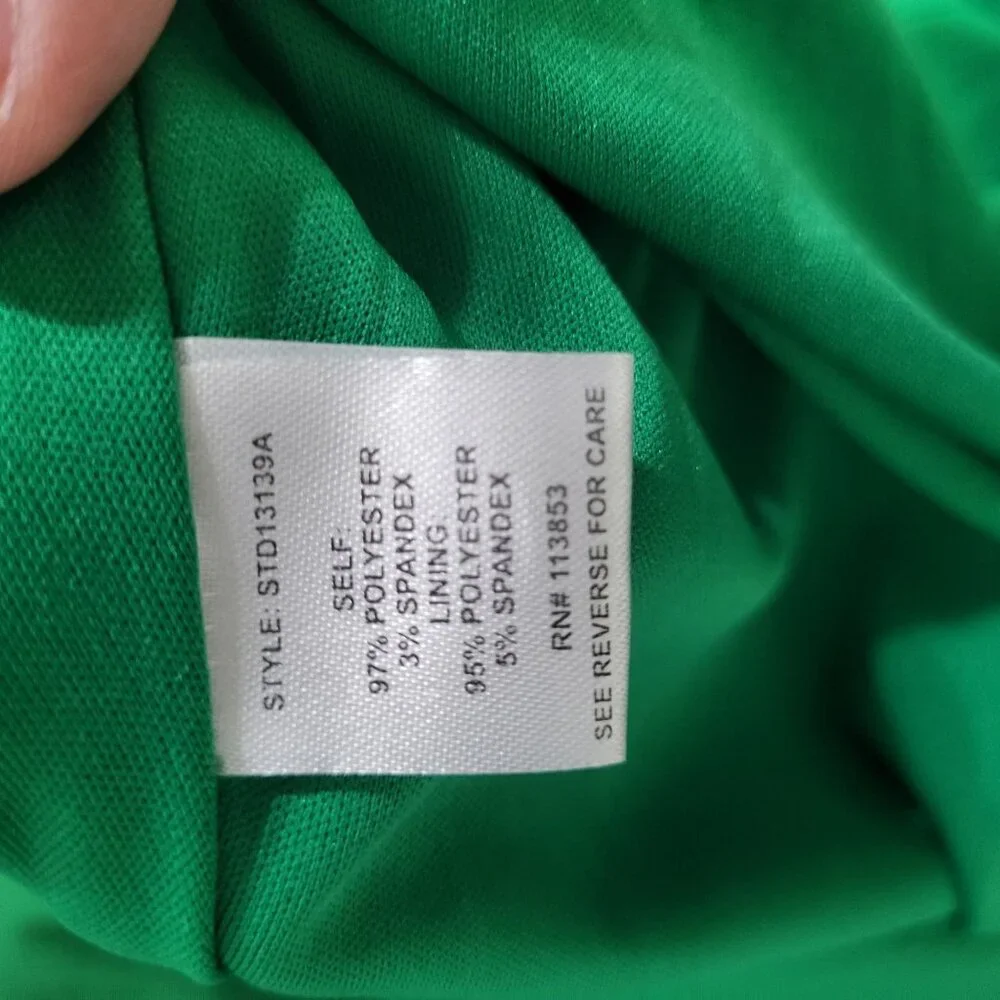 STYLE: STD13139A
SELF:
97% POLYESTER
3% SPANDEX
LINING
95% POLYESTER
5% SPANDEX
RN# 113853
SEE REVERSE FOR CARE